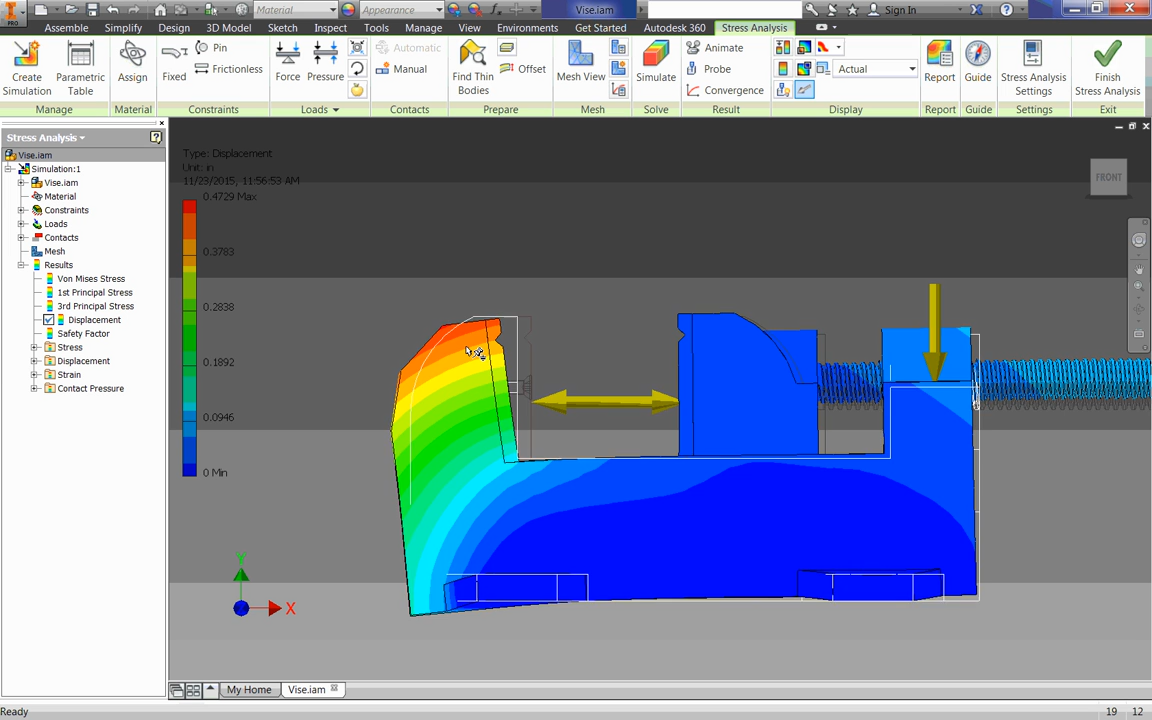 Material
Appearance
Vise.iam
Sign In
PRO
Assemble
Simplify
Design
3D Model
Sketch
Inspect
Tools
Manage
View
Environments
Get Started
Autodesk 360
Stress Analysis
Create
Simulation
Parametric
Table
Assign
Fixed
Pin
Frictionless
Force
Pressure
Automatic
Manual
Find Thin
Bodies
Offset
Mesh View
Simulate
Animate
Probe
Convergence
Actual
Report
Guide
Stress Analysis
Settings
Finish
Stress Analysis
Manage
Material
Constraints
Loads
Contacts
Prepare
Mesh
Solve
Result
Display
Report
Guide
Settings
Exit
Stress Analysis
Vise.iam
Simulation:1
Vise.iam
Material
Constraints
Loads
Contacts
Mesh
Results
Von Mises Stress
1st Principal Stress
3rd Principal Stress
Displacement
Safety Factor
Stress
Displacement
Strain
Contact Pressure
Type: Displacement
Unit: in
11/23/2015, 11:56:53 AM
0.4729 Max
0.3783
0.2838
0.1892
0.0946
0 Min
FRONT
Y
X
My Home
Vise.iam
Ready
19
12